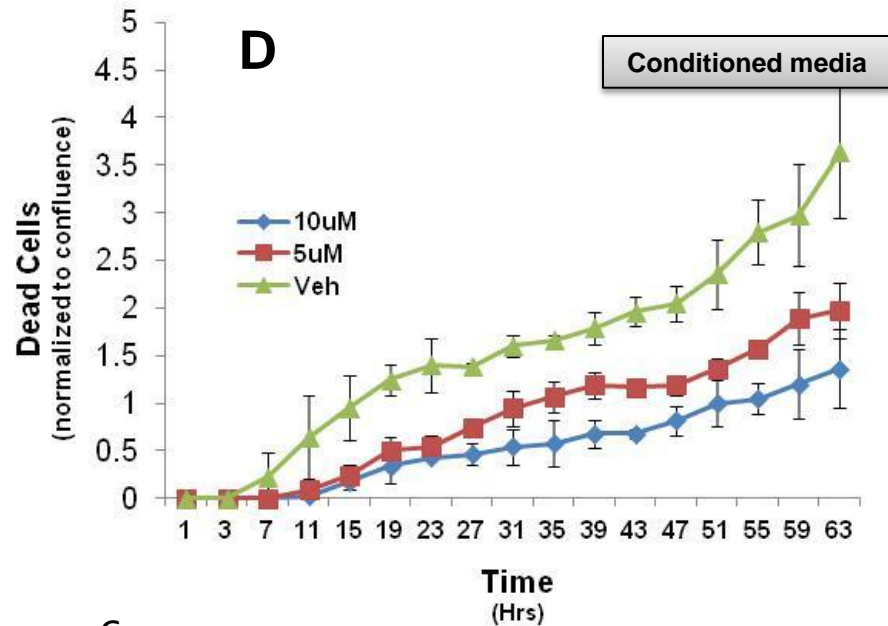 D
Conditioned media
5
4.5
4
3.5
3
2.5
2
1.5
1
0.5
0
Dead Cells
(normalized to confluence)
10uM
5uM
Veh
1 3 7 11 15 19 23 27 31 35 39 43 47 51 55 59 63
Time
(Hrs)